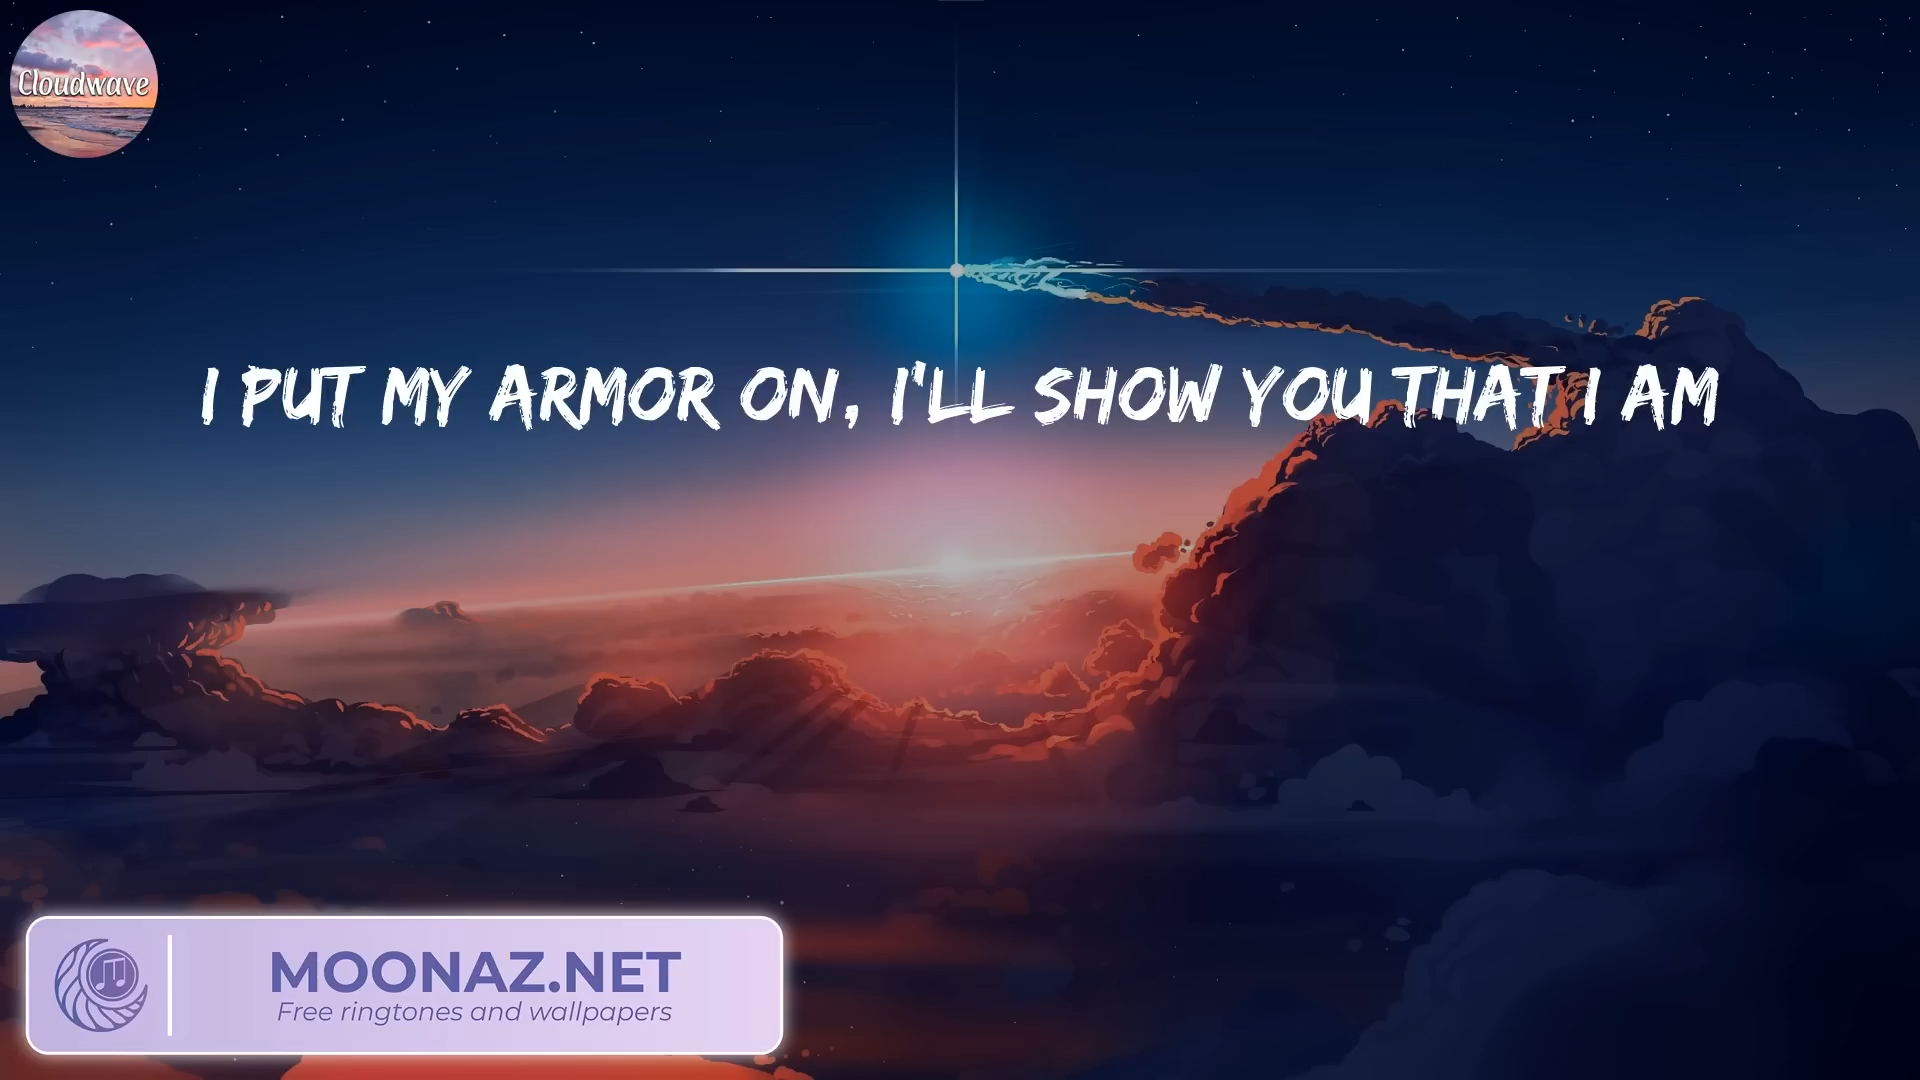 Cloudwave
I PUT MY ARMOR ON, I'LL SHOW YOU THAT I AM
MOONAZ.NET
Free ringtones and wallpapers